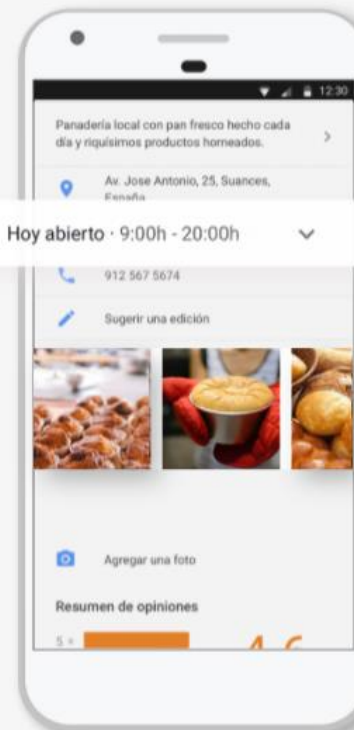 12:30
Panadería local con pan fresco hecho cada
día y riquísimos productos horneados.
Av. Jose Antonio, 25, Suances,
España
Hoy abierto · 9:00h - 20:00h
912 567 5674
Sugerir una edición
Agregar una foto
Resumen de opiniones
5
4,6